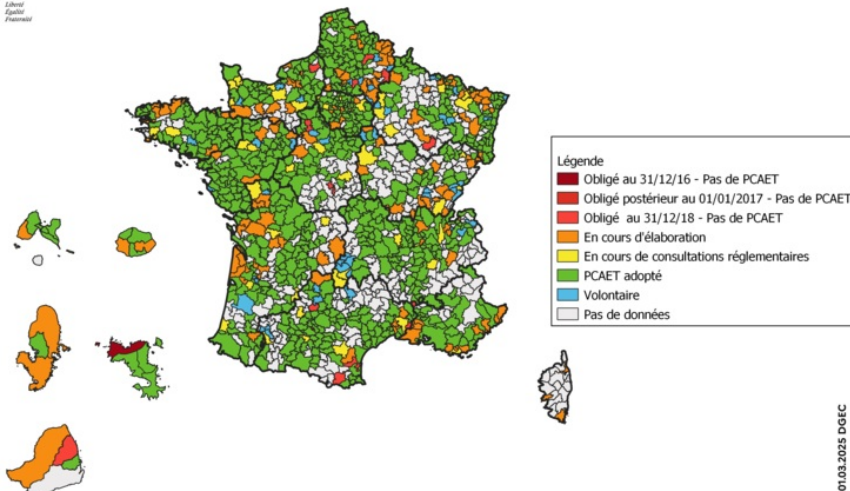 Liberté
Égalité
Fraternité
Légende
Obligé au 31/12/16 - Pas de PCAET
Obligé postérieur au 01/01/2017 - Pas de PCAET
Obligé au 31/12/18 - Pas de PCAET
En cours d'élaboration
En cours de consultations réglementaires
PCAET adopté
Volontaire
Pas de données
01.03.2025 DGEC